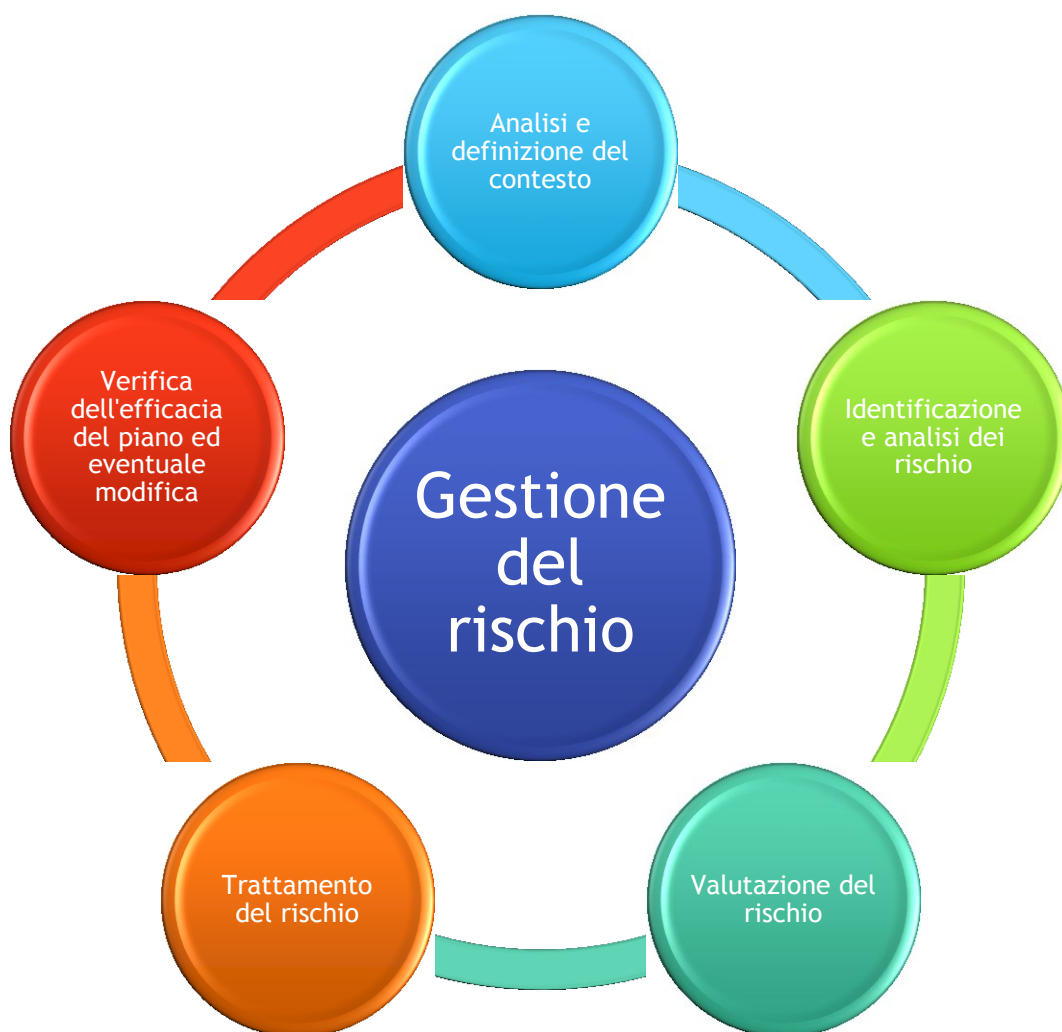 Analisi e
definizione del
contesto
Identificazione
e analisi dei
rischio
Valutazione del
rischio
Trattamento
del rischio
Verifica
dell'efficacia
del piano ed
eventuale
modifica
Gestione
del
rischio